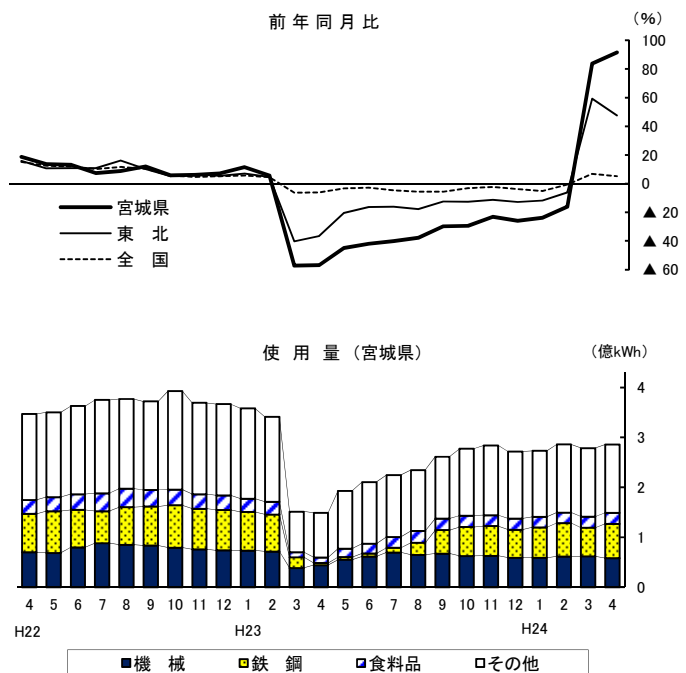 前年同月比
（％）
100
80
60
40
20
0
▲ 20
▲ 40
▲ 60
宮城県
東　北
全　国
使 用 量（宮城県）
（億kWh）
4
3
2
1
0
4 5 6 7 8 9 10 11 12 1 2 3 4 5 6 7 8 9 10 11 12 1 2 3 4
H22 H23 H24
機　械 鉄　鋼 食料品 その他